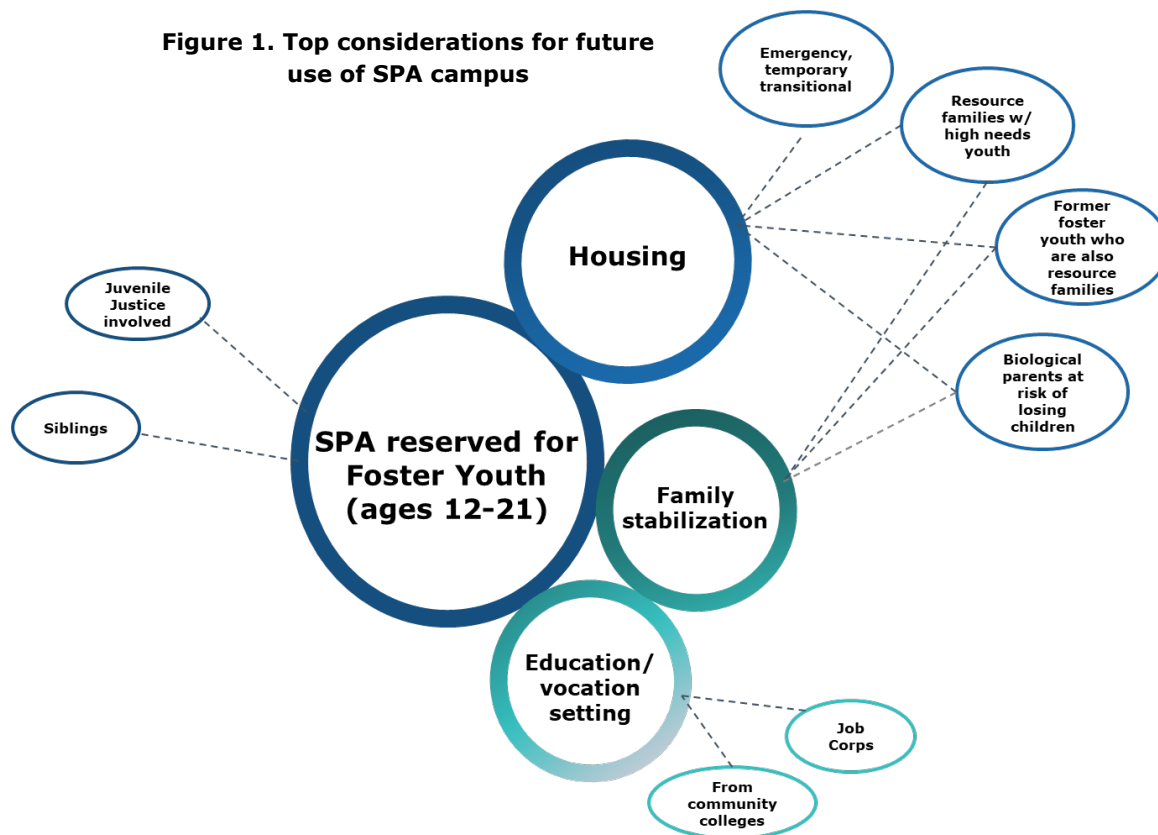 Figure 1. Top considerations for future
use of SPA campus
Emergency,
temporary
transitional
Resource
families w/
high needs
youth
Housing
Former
foster
youth who
are also
resource
families
Juvenile
Justice
involved
Biological
parents at
risk of
losing
children
Siblings
SPA reserved for
Foster Youth
(ages 12-21)
Family
stabilization
Education/
vocation
setting
Job
Corps
From
community
colleges